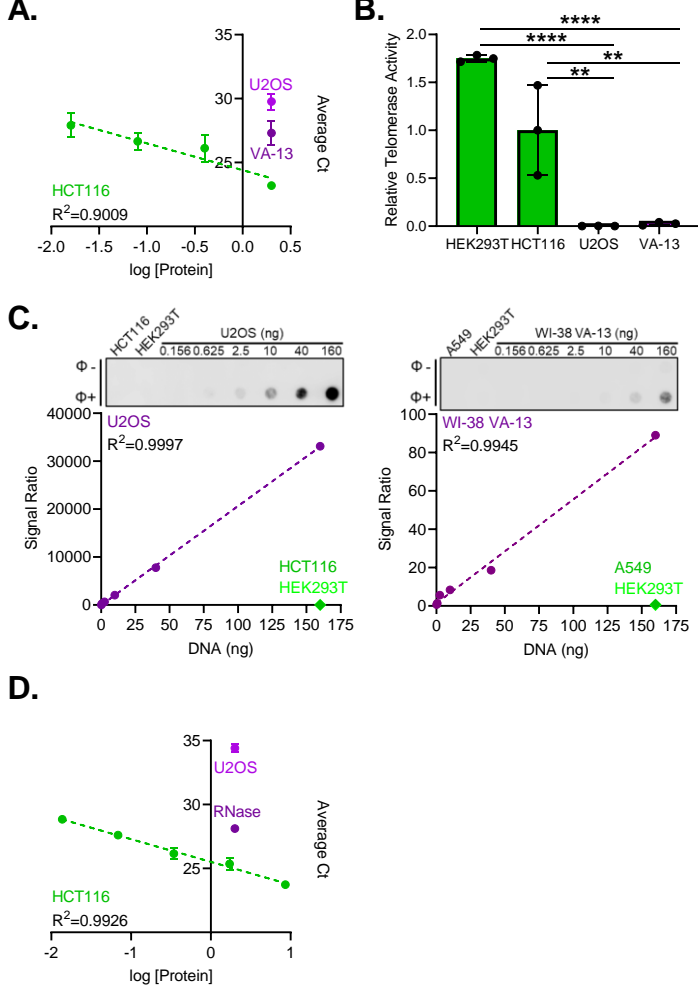 A.
35
30
25
U2OS
VA-13
HCT116
R2=0.9009
Average Ct
-2.0 -1.5 -1.0 -0.5 0.0 0.5
log [Protein]
B.
****
****
**
**
2.0
1.5
1.0
0.5
0.0
Relative Telomerase Activity
HEK293T HCT116 U2OS VA-13
C.
HCT116
HEK293T
U2OS (ng)
0.156 0.625 2.5 10 40 160
Φ -
Φ+
40000
30000
20000
10000
0
Signal Ratio
U2OS
R2=0.9997
HCT116
HEK293T
0 25 50 75 100 125 150 175
DNA (ng)
A549
HEK293T
WI-38 VA-13 (ng)
0.156 0.625 2.5 10 40 160
Φ -
Φ+
100
80
60
40
20
0
Signal Ratio
WI-38 VA-13
R2=0.9945
A549
HEK293T
0 25 50 75 100 125 150 175
DNA (ng)
D.
35
30
25
U2OS
RNase
HCT116
R2=0.9926
Average Ct
-2 -1 0 1
log [Protein]